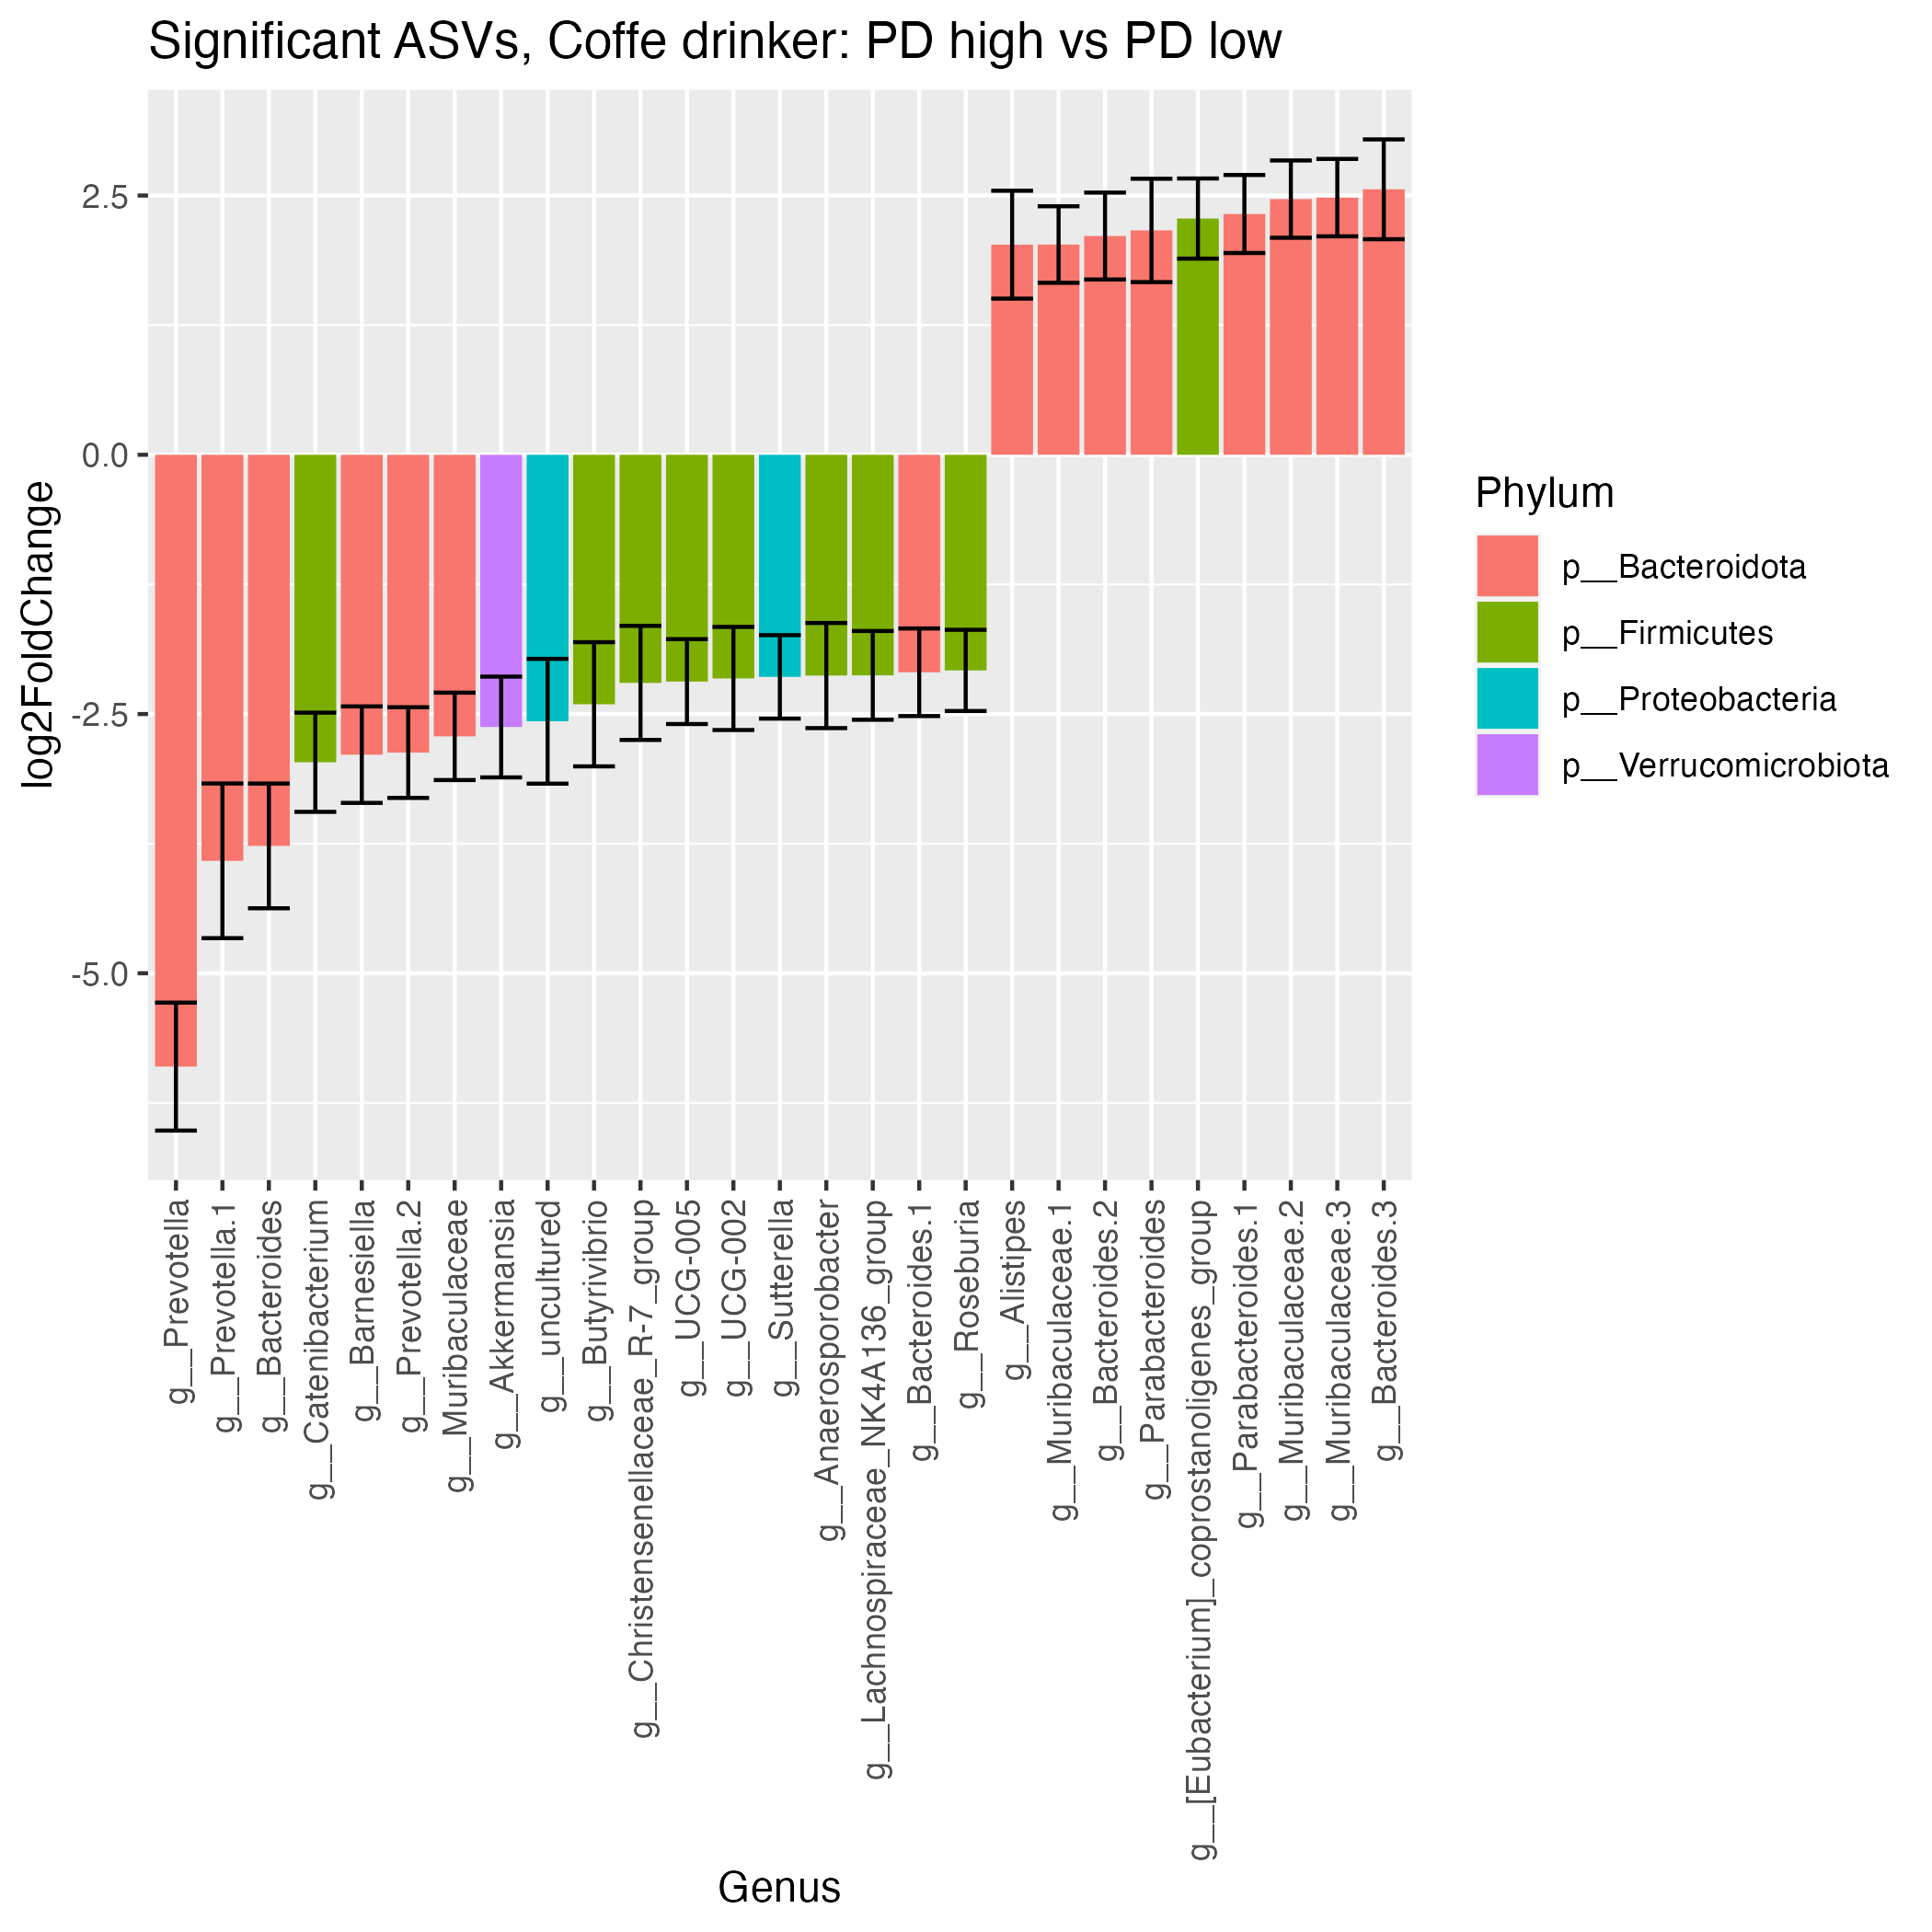 Significant ASVs, Coffe drinker: PD high vs PD low
log2FoldChange
2.5
0.0
-2.5
-5.0
g__Prevotella
g__Prevotella.1
g__Bacteroides
g__Catenibacterium
g__Barnesiella
g__Prevotella.2
g__Muribaculaceae
g__Akkermansia
g__uncultured
g__Butyrivibrio
g__Christensenellaceae_R-7_group
g__UCG-005
g__UCG-002
g__Sutterella
g__Anaerosporobacter
g__Lachnospiraceae_NK4A136_group
g__Bacteroides.1
g__Roseburia
g__Alistipes
g__Muribaculaceae.1
g__Bacteroides.2
g__Parabacteroides
g__[Eubacterium]_coprostanoligenes_group
g__Parabacteroides.1
g__Muribaculaceae.2
g__Muribaculaceae.3
g__Bacteroides.3
Genus
Phylum
p__Bacteroidota
p__Firmicutes
p__Proteobacteria
p__Verrucomicrobiota